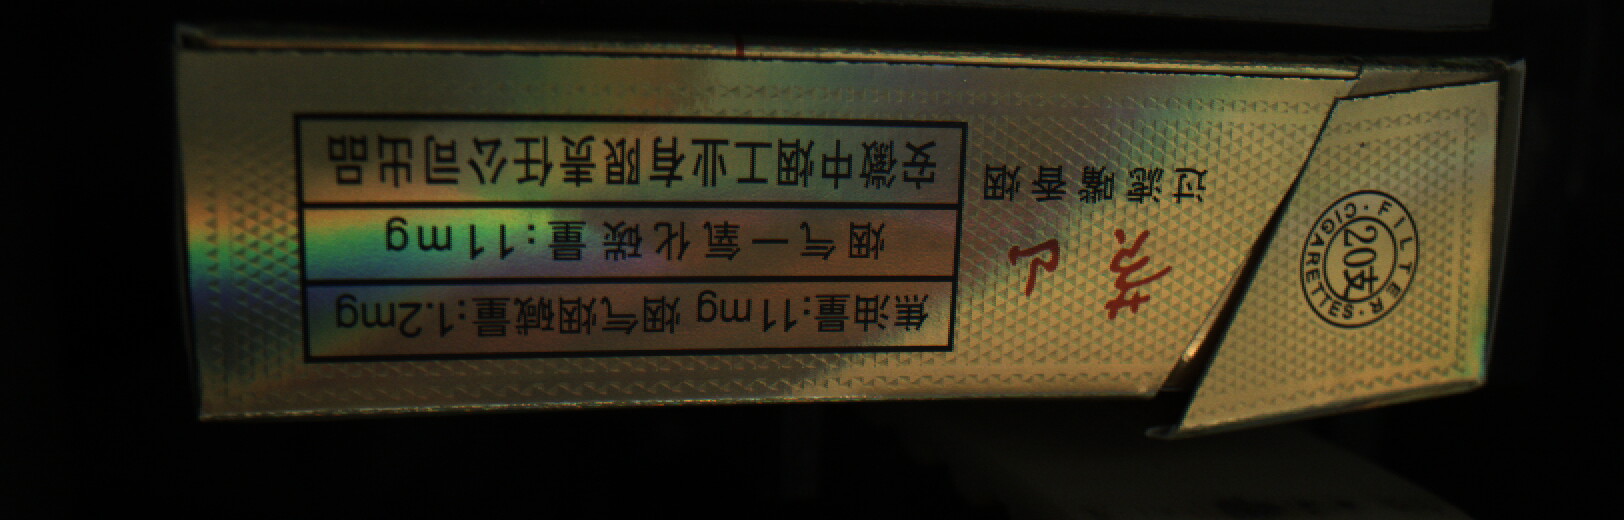 FILTER CIGARETTES
20支
黄山
过滤嘴香烟
焦油量:11mg 烟气烟碱量:1.2mg
烟气一氧化碳量:11mg
安徽中烟工业有限责任公司出品